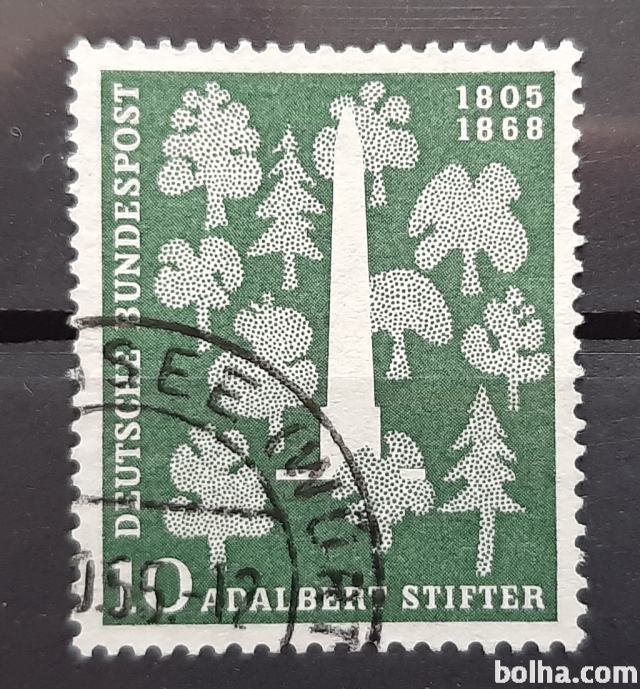 1805
1868
DEUTSCHE BUNDESPOST
10 ADALBERT STIFTER
bolha.com